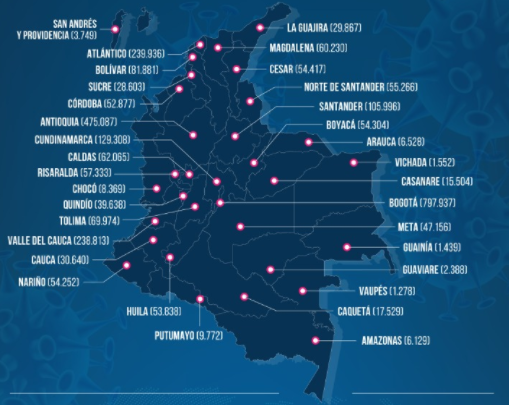 SAN ANDRÉS
Y PROVIDENCIA (3.749)
ATLÁNTICO (239.936)
BOLÍVAR (81.881)
SUCRE (28.603)
CÓRDOBA (52.877)
ANTIOQUIA (475.087)
CUNDINAMARCA (129.308)
CALDAS (62.065)
RISARALDA (57.333)
CHOCÓ (8.369)
QUINDÍO (39.638)
TOLIMA (69.974)
VALLE DEL CAUCA (238.813)
CAUCA (30.640)
NARIÑO (54.252)
HUILA (53.838)
PUTUMAYO (9.772)
LA GUAJIRA (29.867)
MAGDALENA (60.230)
CESAR (54.417)
NORTE DE SANTANDER (55.266)
SANTANDER (105.996)
BOYACÁ (54.304)
ARAUCA (6.528)
VICHADA (1.552)
CASANARE (15.504)
BOGOTÁ (797.937)
META (47.156)
GUAINÍA (1.439)
GUAVIARE (2.388)
VAUPÉS (1.278)
CAQUETÁ (17.529)
AMAZONAS (6.129)